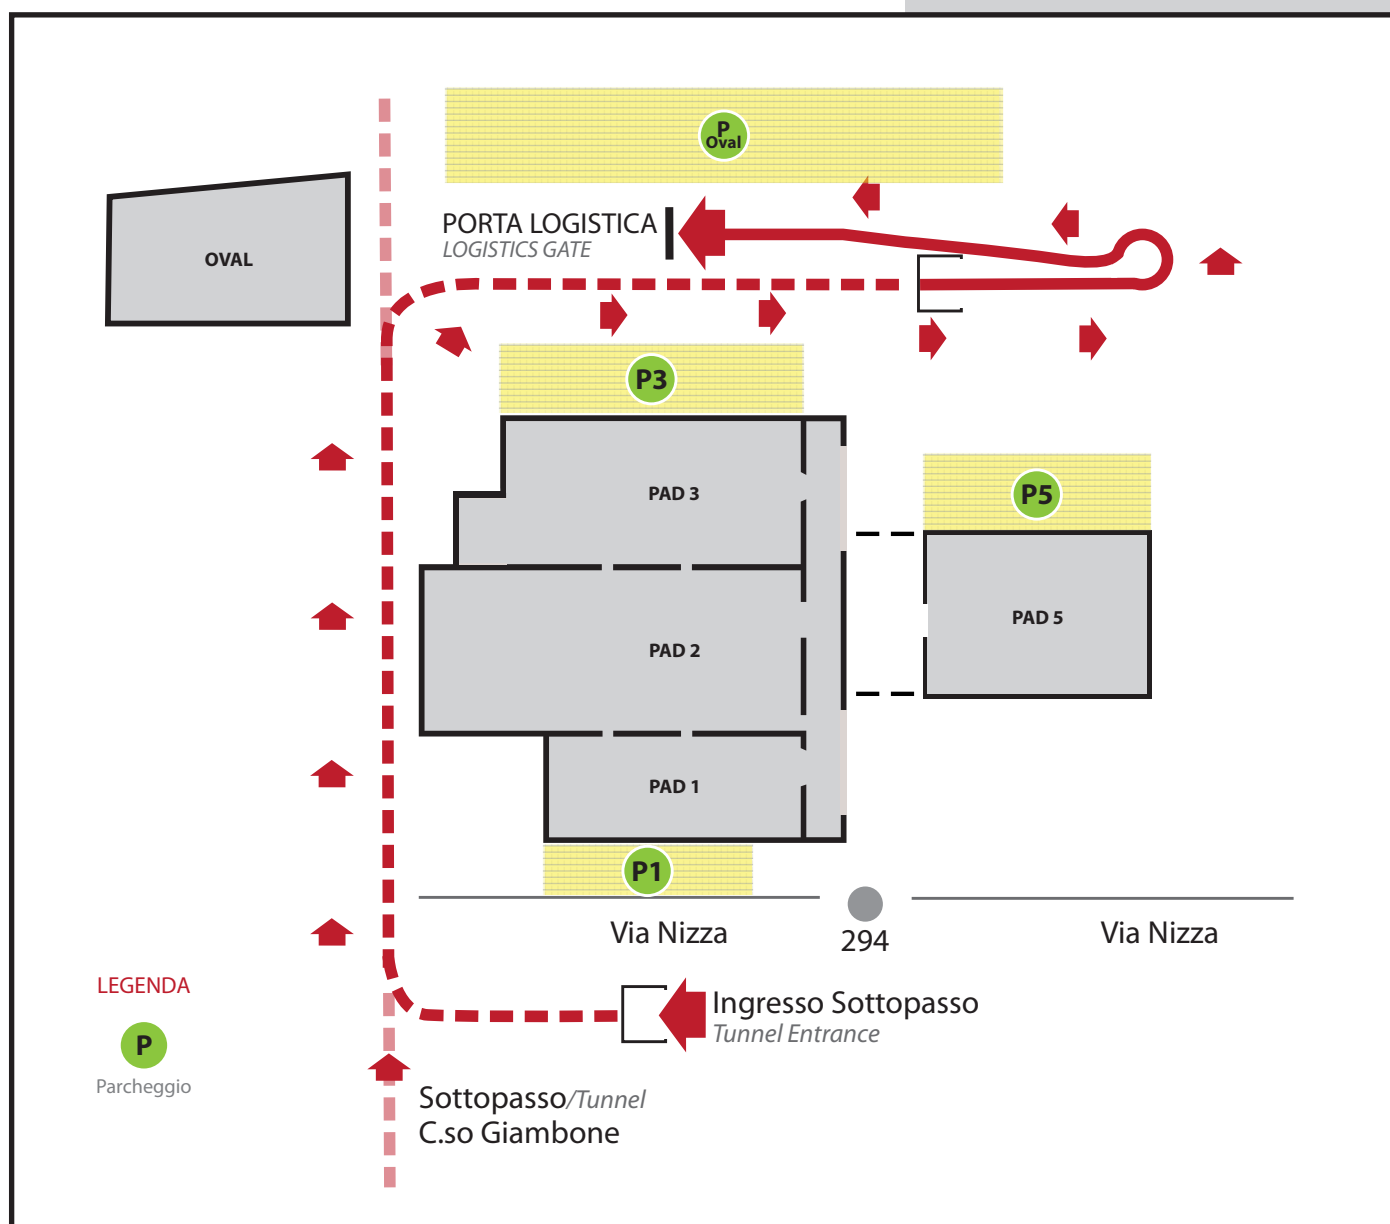 P
Oval
PORTA LOGISTICA
LOGISTICS GATE
OVAL
P3
PAD 3
P5
PAD 5
PAD 2
PAD 1
P1
Via Nizza
294
Via Nizza
LEGENDA
P
Parcheggio
Ingresso Sottopasso
Tunnel Entrance
Sottopasso/Tunnel
C.so Giambone